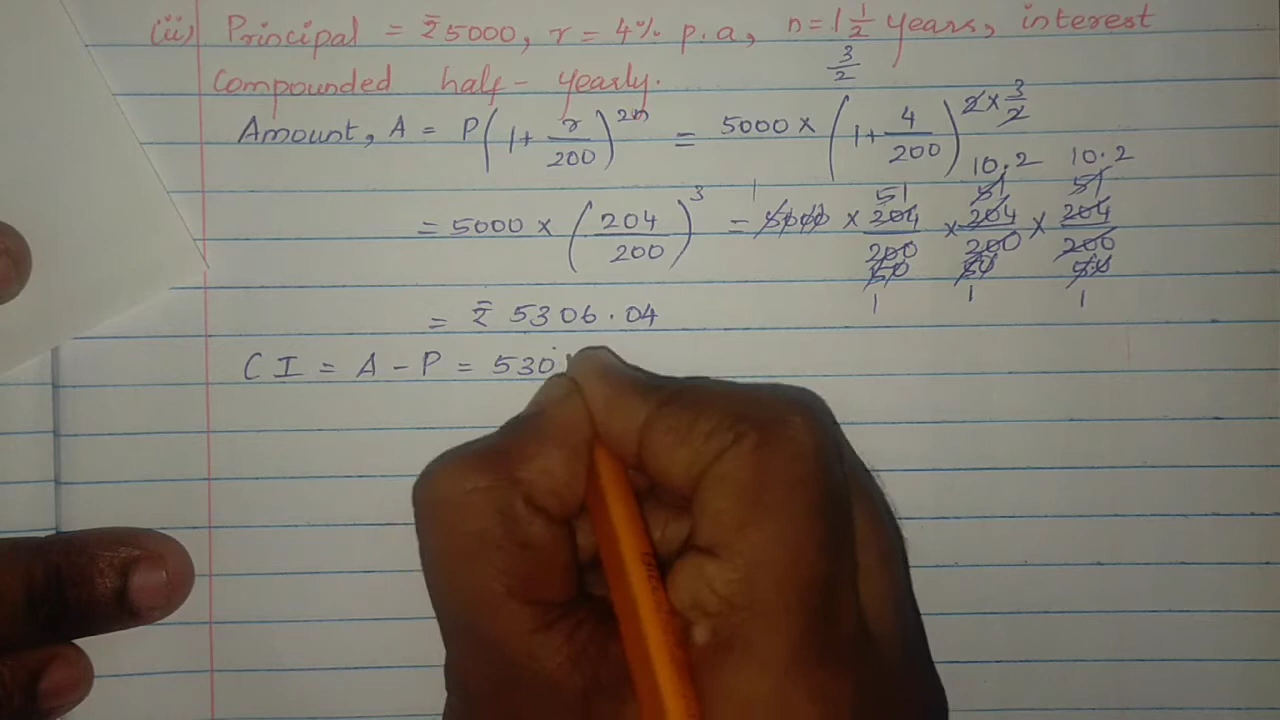 (ii) Principal = ₹5000, r = 4% p.a, n = 1 1/2 years, interest
3/2
compounded half-yearly.
Amount, A = P(1 + r/200)^2n = 5000 × (1 + 4/200)^2×3/2
10.2 10.2
1 51 51 51
= 5000 × (204/200)^3 = 5000 × 204/200 × 204/200 × 204/200
50 50 50
1 1 1
= ₹ 5306.04
CI = A - P = 530